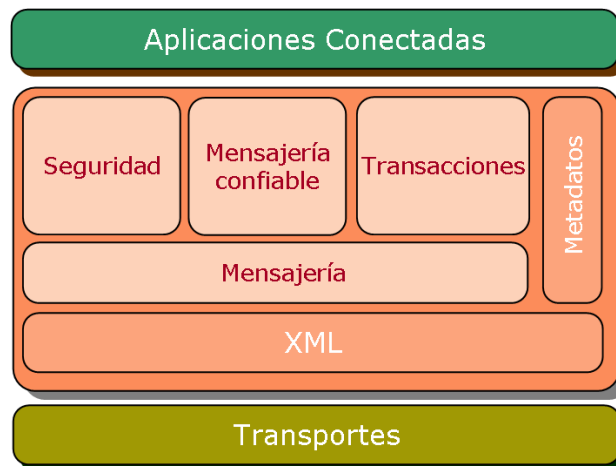 Aplicaciones Conectadas
Seguridad
Mensajería
confiable
Transacciones
Metadatos
Mensajería
XML
Transportes